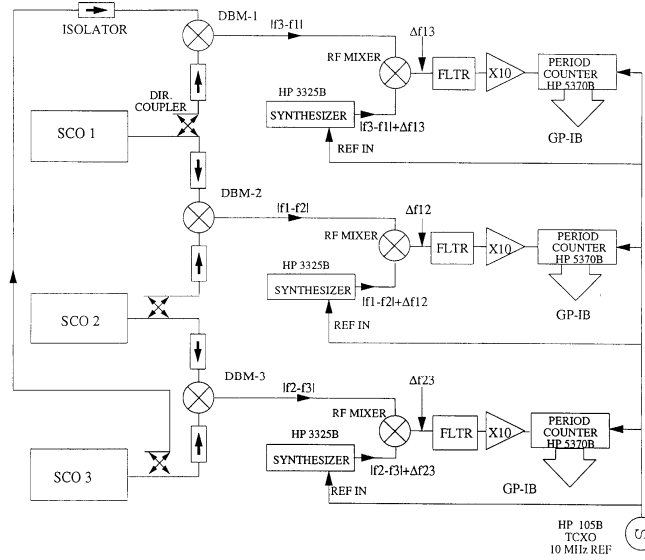 ISOLATOR
DBM-1
|f3-f1|
RF MIXER
Δf13
FLTR
X10
PERIOD
COUNTER
HP 5370B
GP-IB
DIR.
COUPLER
SCO 1
HP 3325B
SYNTHESIZER
|f3-f1|+Δf13
REF IN
DBM-2
|f1-f2|
RF MIXER
Δf12
FLTR
X10
PERIOD
COUNTER
HP 5370B
GP-IB
HP 3325B
SYNTHESIZER
|f1-f2|+Δf12
REF IN
SCO 2
DBM-3
|f2-f3|
RF MIXER
Δf23
FLTR
X10
PERIOD
COUNTER
HP 5370B
GP-IB
HP 3325B
SYNTHESIZER
|f2-f3|+Δf23
REF IN
SCO 3
HP 105B
TCXO
10 MHz REF
S